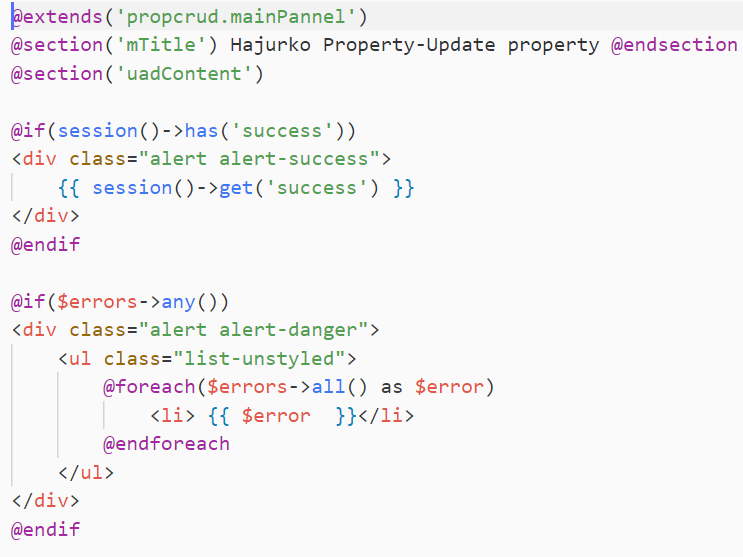 @extends('propcrud.mainPannel')
@section('mTitle') Hajurko Property-Update property @endsection
@section('uadContent')
@if(session()->has('success'))
<div class="alert alert-success">
{{ session()->get('success') }}
</div>
@endif
@if($errors->any())
<div class="alert alert-danger">
<ul class="list-unstyled">
@foreach($errors->all() as $error)
<li> {{ $error  }}</li>
@endforeach
</ul>
</div>
@endif